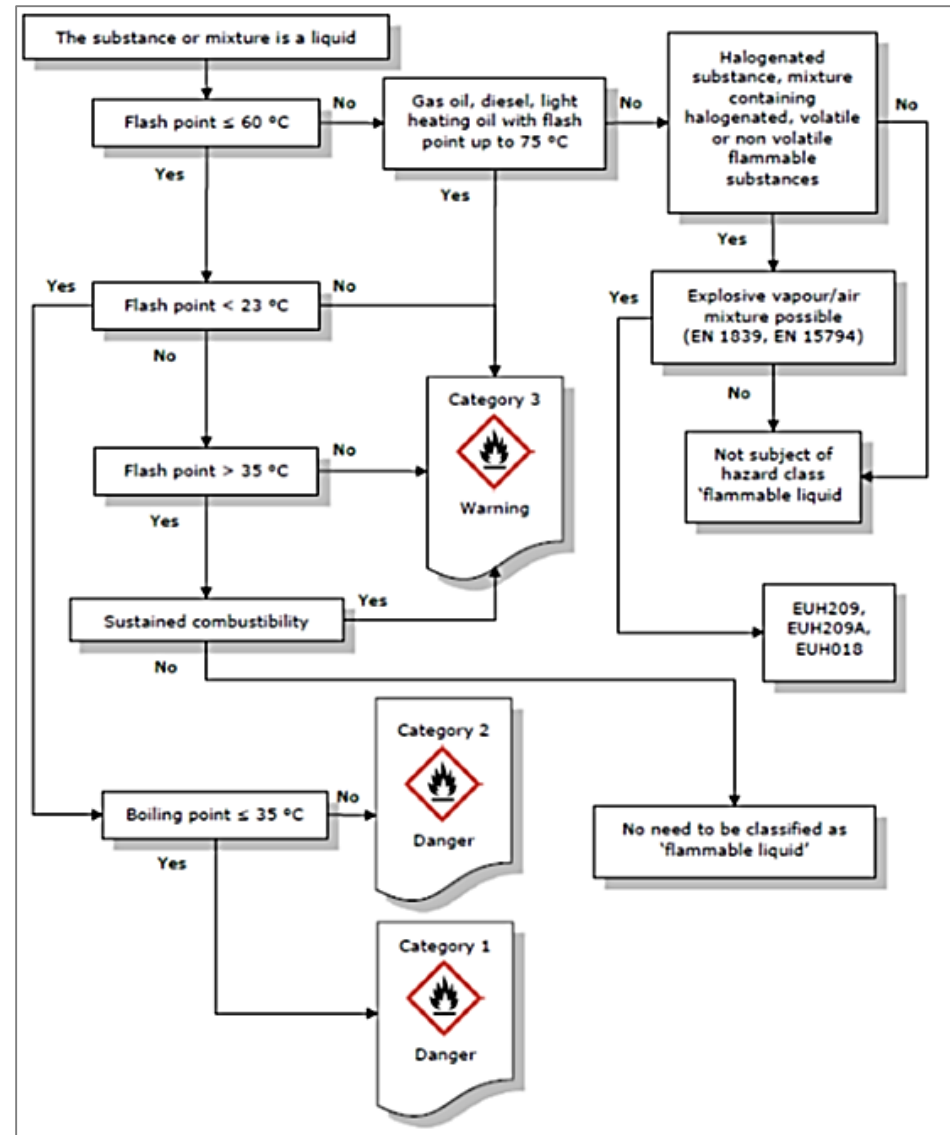 The substance or mixture is a liquid
Flash point ≤ 60 ºC
No
Gas oil, diesel, light
heating oil with flash
point up to 75 ºC
No
Halogenated
substance, mixture
containing
halogenated, volatile
or non volatile
flammable
substances
No
Yes
Yes
Yes
Yes
Flash point < 23 ºC
No
No
Yes
Explosive vapour/air
mixture possible
(EN 1839, EN 15794)
No
Category 3
Warning
Flash point > 35 ºC
No
Yes
Not subject of
hazard class
'flammable liquid
Sustained combustibility
Yes
No
EUH209,
EUH209A,
EUH018
Category 2
Danger
Boiling point ≤ 35 ºC
No
Yes
No need to be classified as
'flammable liquid'
Category 1
Danger